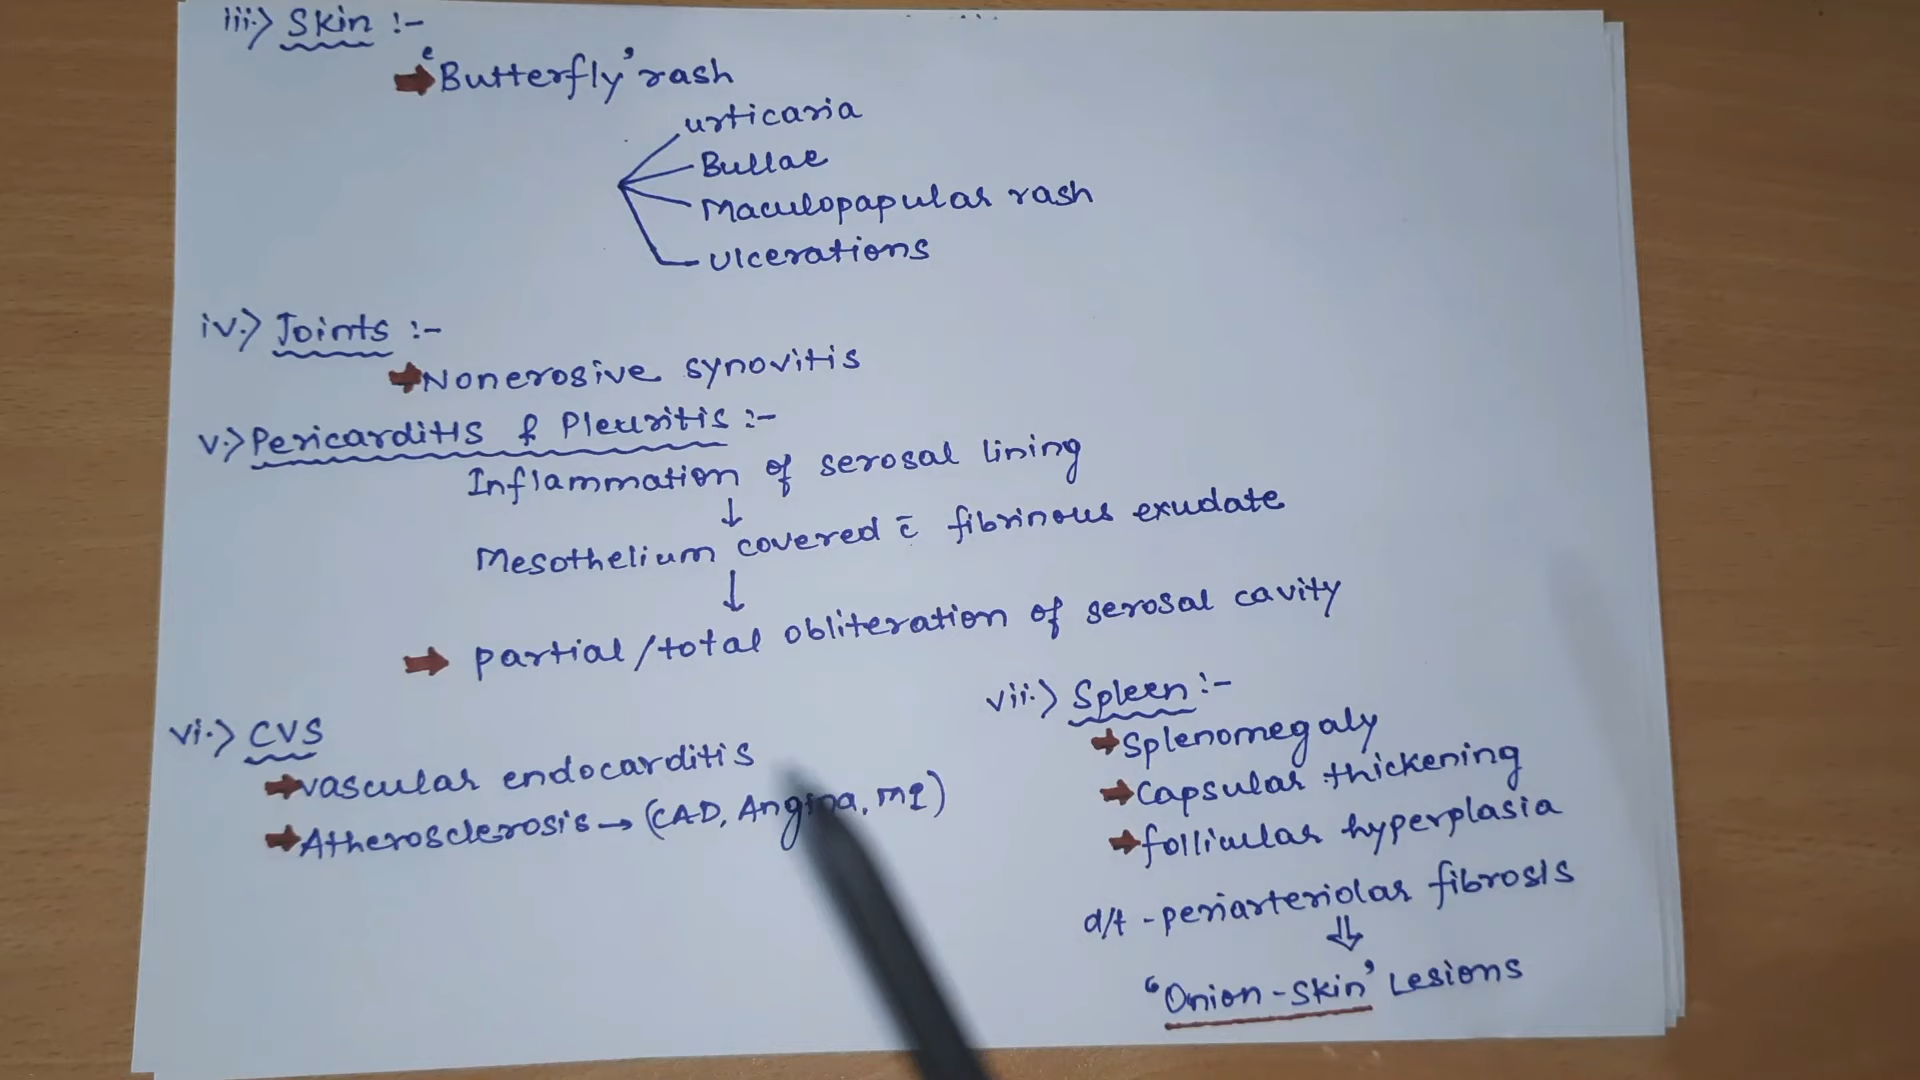 iii.) Skin :-
'Butterfly' rash
urticaria
Bullae
Maculopapular rash
ulcerations
iv.) Joints :-
Nonerosive synovitis
v.) Pericarditis & Pleuritis :-
Inflammation of serosal lining
↓
Mesothelium covered c̄ fibrinous exudate
↓
partial/total obliteration of serosal cavity
vi.) CVS
vascular endocarditis
Atherosclerosis → (CAD, Angina, MI)
vii.) Spleen :-
Splenomegaly
Capsular thickening
follicular hyperplasia
d/t - periarteriolar fibrosis
⇓
'Onion-Skin' Lesions